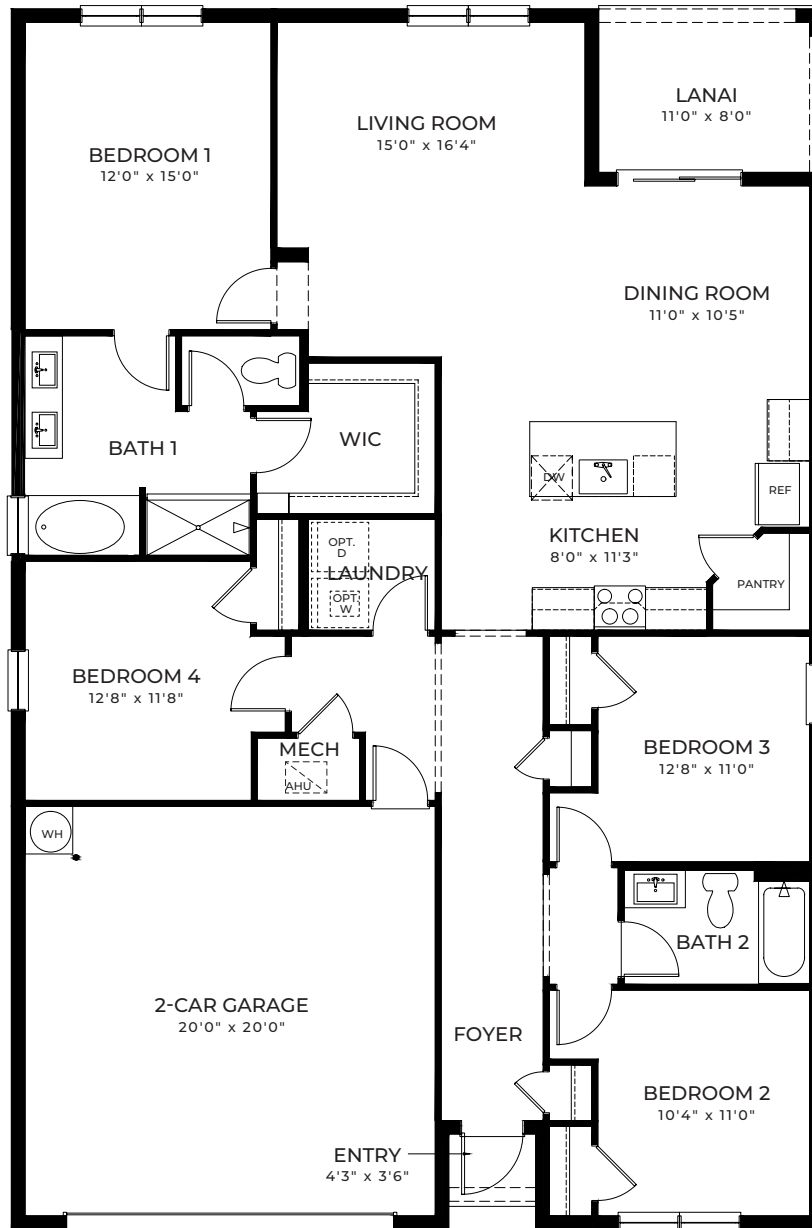 LANAI
11'0" x 8'0"
LIVING ROOM
15'0" x 16'4"
BEDROOM 1
12'0" x 15'0"
DINING ROOM
11'0" x 10'5"
BATH 1
WIC
DW
REF
KITCHEN
8'0" x 11'3"
PANTRY
OPT.
D
LAUNDRY
OPT.
W
BEDROOM 4
12'8" x 11'8"
MECH
AHU
BEDROOM 3
12'8" x 11'0"
WH
BATH 2
2-CAR GARAGE
20'0" x 20'0"
FOYER
BEDROOM 2
10'4" x 11'0"
ENTRY
4'3" x 3'6"